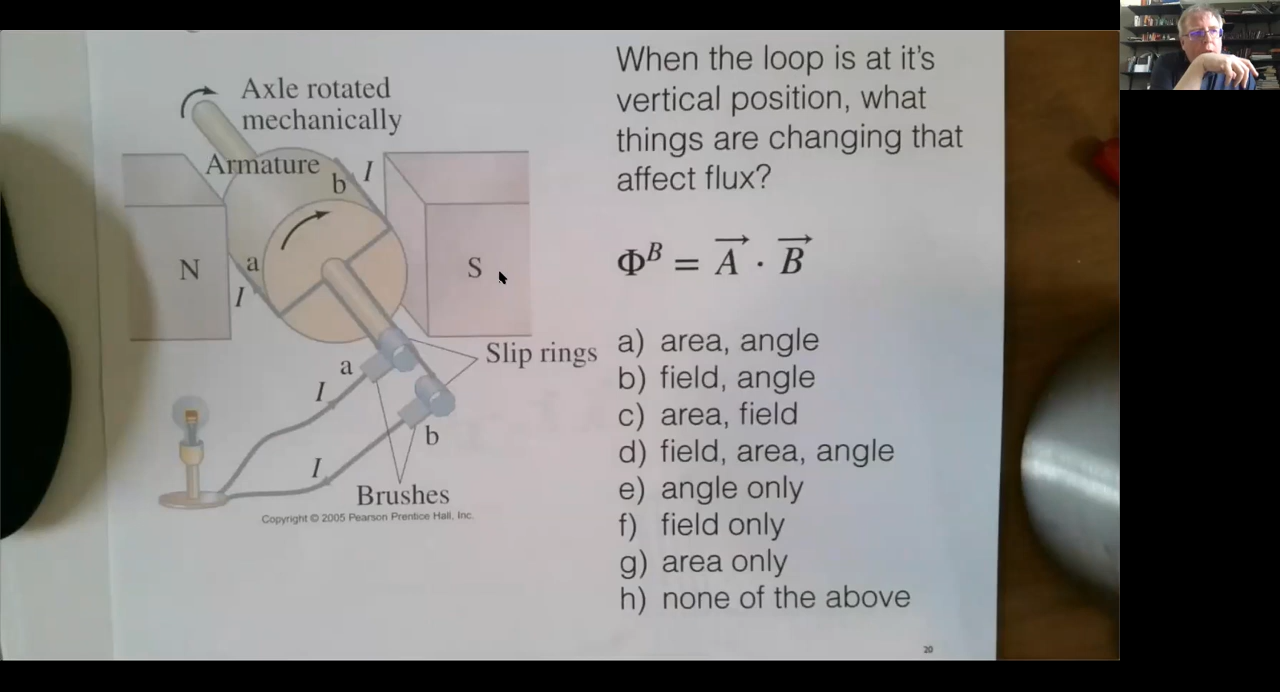 Axle rotated
mechanically
Armature
b
I
N
a
I
S
Slip rings
a
I
b
I
Brushes
Copyright © 2005 Pearson Prentice Hall, Inc.
When the loop is at it's
vertical position, what
things are changing that
affect flux?
Φᴮ = A⃗ · B⃗
a) area, angle
b) field, angle
c) area, field
d) field, area, angle
e) angle only
f) field only
g) area only
h) none of the above
20